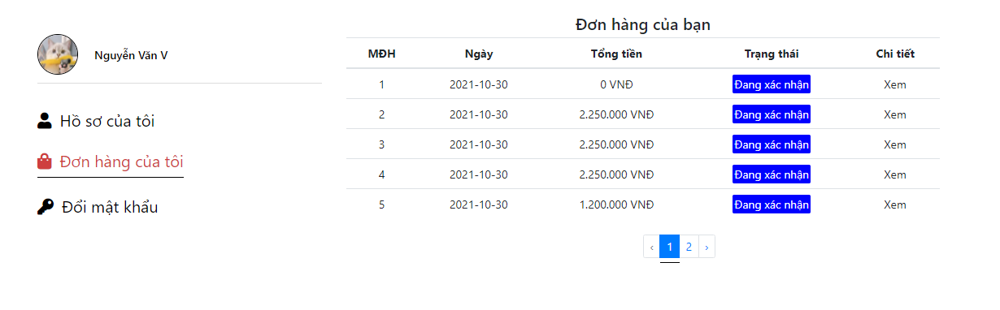 Nguyễn Văn V
Hồ sơ của tôi
Đơn hàng của tôi
Đổi mật khẩu
Đơn hàng của bạn
MĐH Ngày Tổng tiền Trạng thái Chi tiết
1 2021-10-30 0 VNĐ Đang xác nhận Xem
2 2021-10-30 2.250.000 VNĐ Đang xác nhận Xem
3 2021-10-30 2.250.000 VNĐ Đang xác nhận Xem
4 2021-10-30 2.250.000 VNĐ Đang xác nhận Xem
5 2021-10-30 1.200.000 VNĐ Đang xác nhận Xem
‹ 1 2 ›